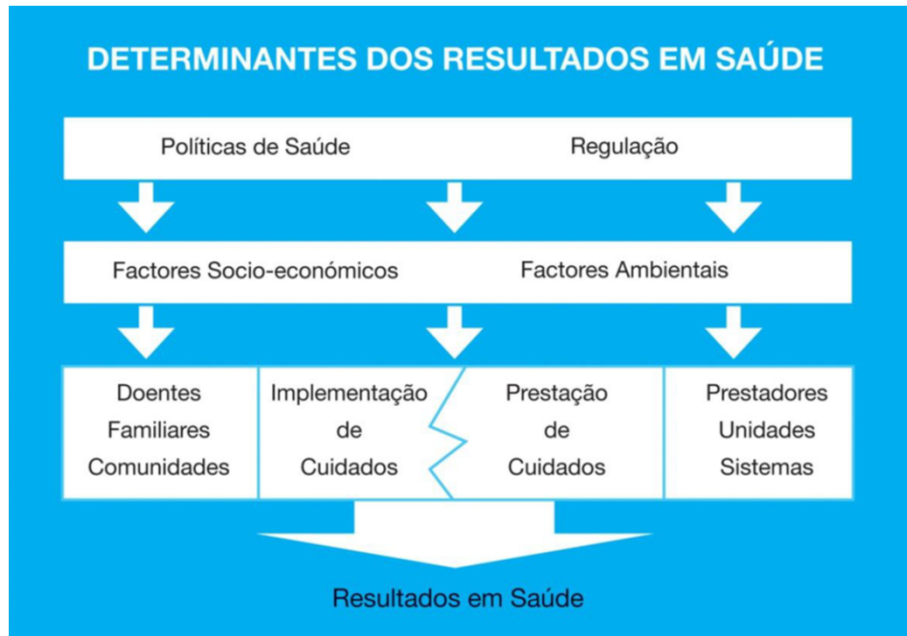 DETERMINANTES DOS RESULTADOS EM SAÚDE
Políticas de Saúde Regulação
Factores Socio-económicos Factores Ambientais
Doentes
Familiares
Comunidades
Implementação
de
Cuidados
Prestação
de
Cuidados
Prestadores
Unidades
Sistemas
Resultados em Saúde